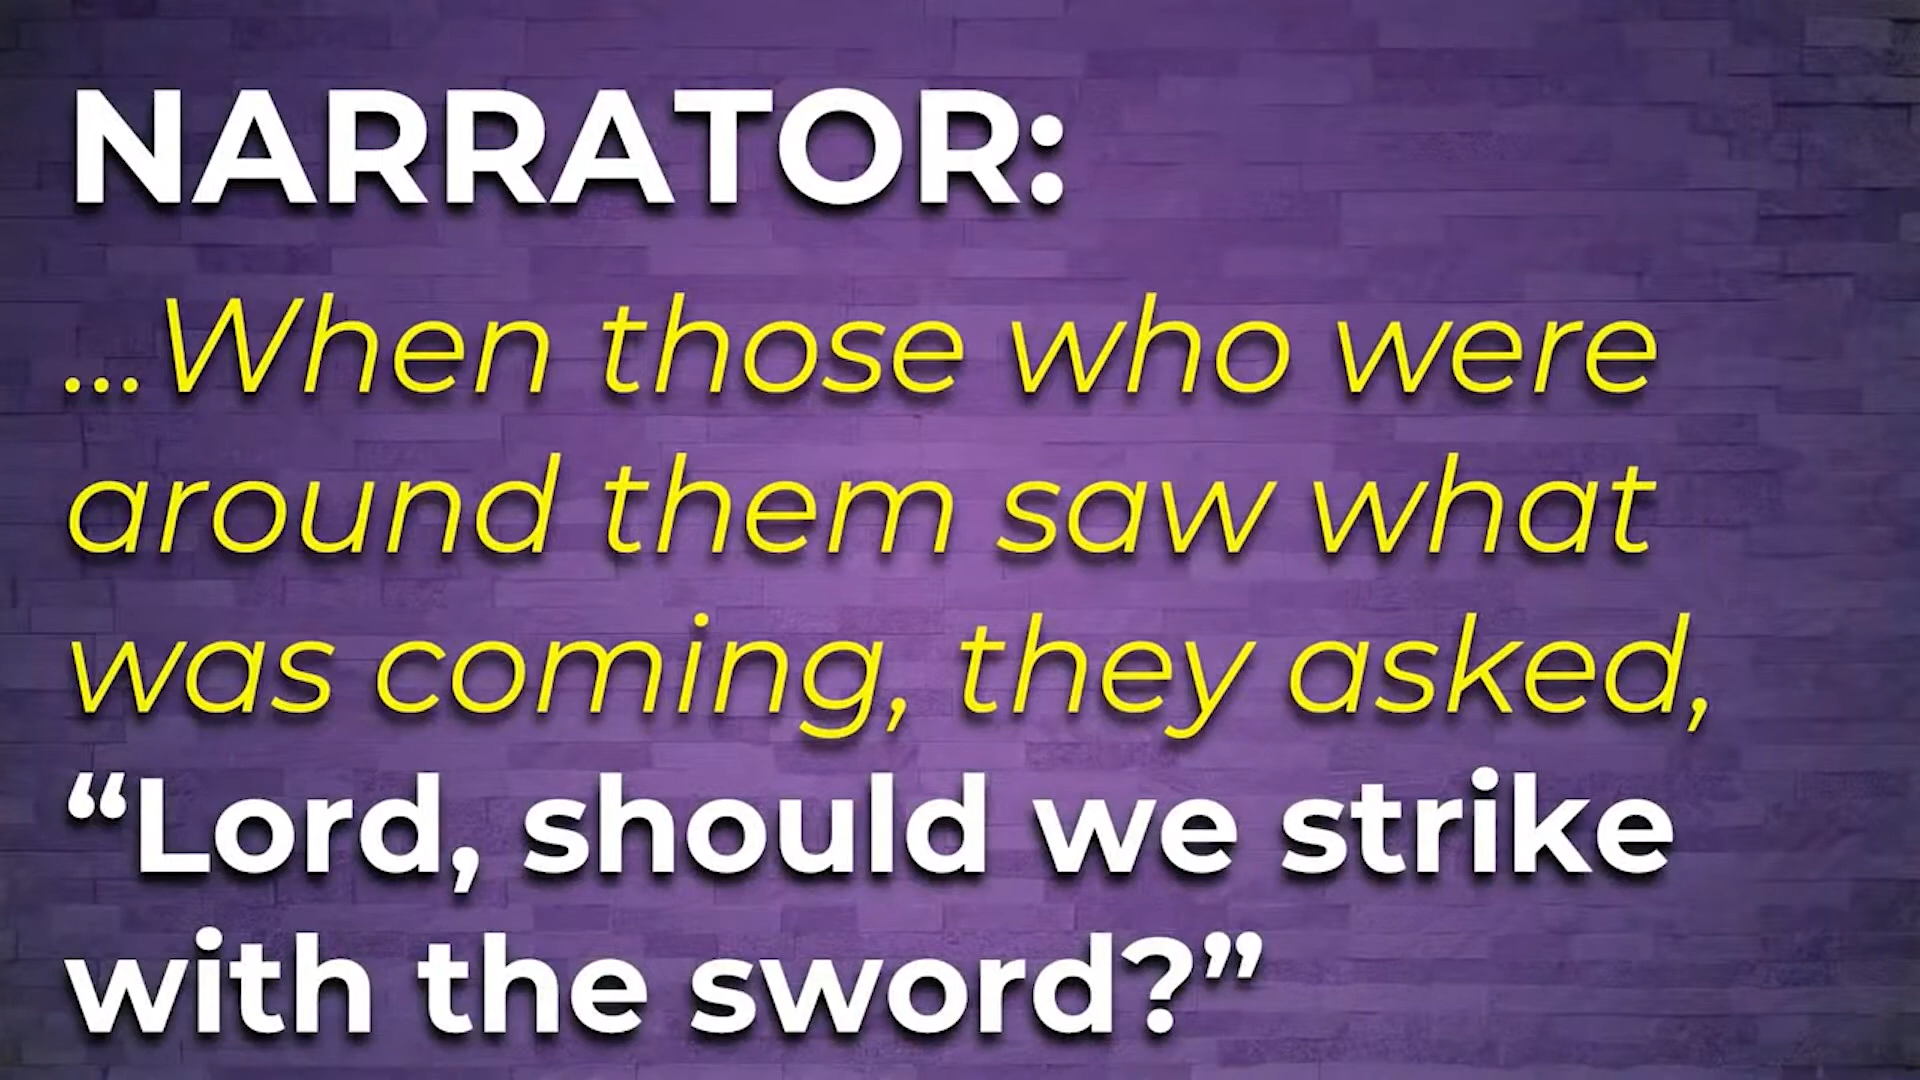 NARRATOR:
...When those who were
around them saw what
was coming, they asked,
“Lord, should we strike
with the sword?”